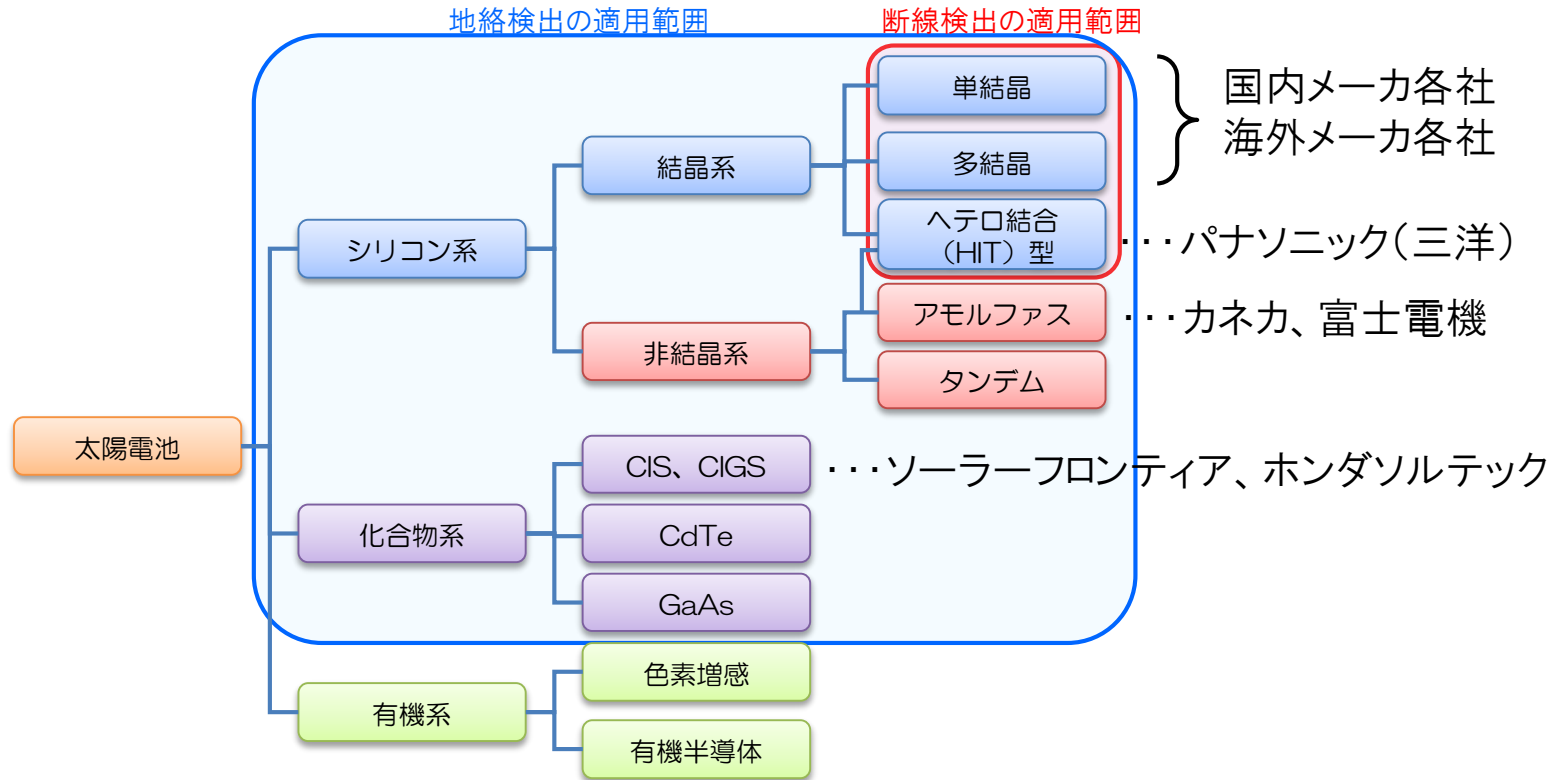 地絡検出の適用範囲
断線検出の適用範囲
単結晶
国内メーカ各社
海外メーカ各社
結晶系
多結晶
シリコン系
ヘテロ結合
（HIT）型
・・・パナソニック（三洋）
アモルファス
・・・カネカ、富士電機
非結晶系
タンデム
太陽電池
CIS、CIGS
・・・ソーラーフロンティア、ホンダソルテック
化合物系
CdTe
GaAs
色素増感
有機系
有機半導体